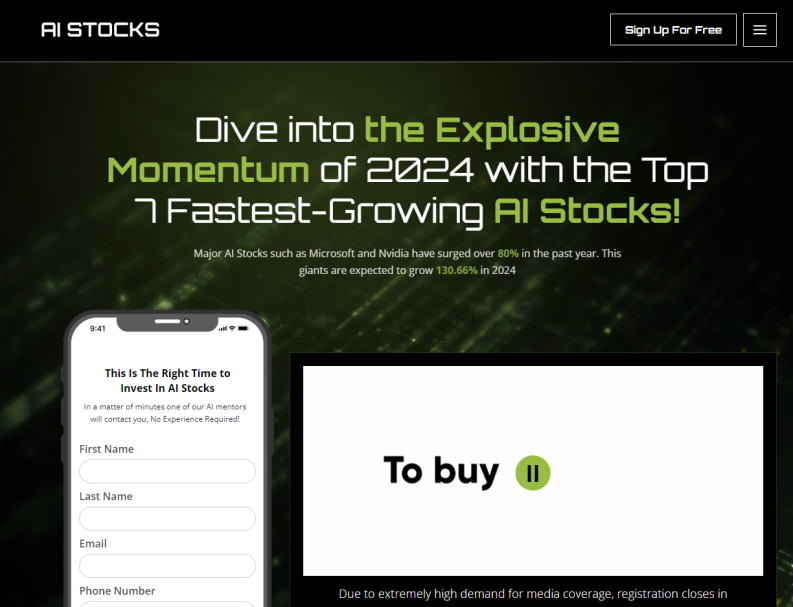 AI STOCKS
Sign Up For Free
Dive into the Explosive
Momentum of 2024 with the Top
7 Fastest-Growing AI Stocks!
Major AI Stocks such as Microsoft and Nvidia have surged over 80% in the past year. This
giants are expected to grow 130.66% in 2024
9:41
This Is The Right Time to
Invest In AI Stocks
In a matter of minutes one of our AI mentors
will contact you, No Experience Required!
First Name
Last Name
Email
Phone Number
To buy
Due to extremely high demand for media coverage, registration closes in